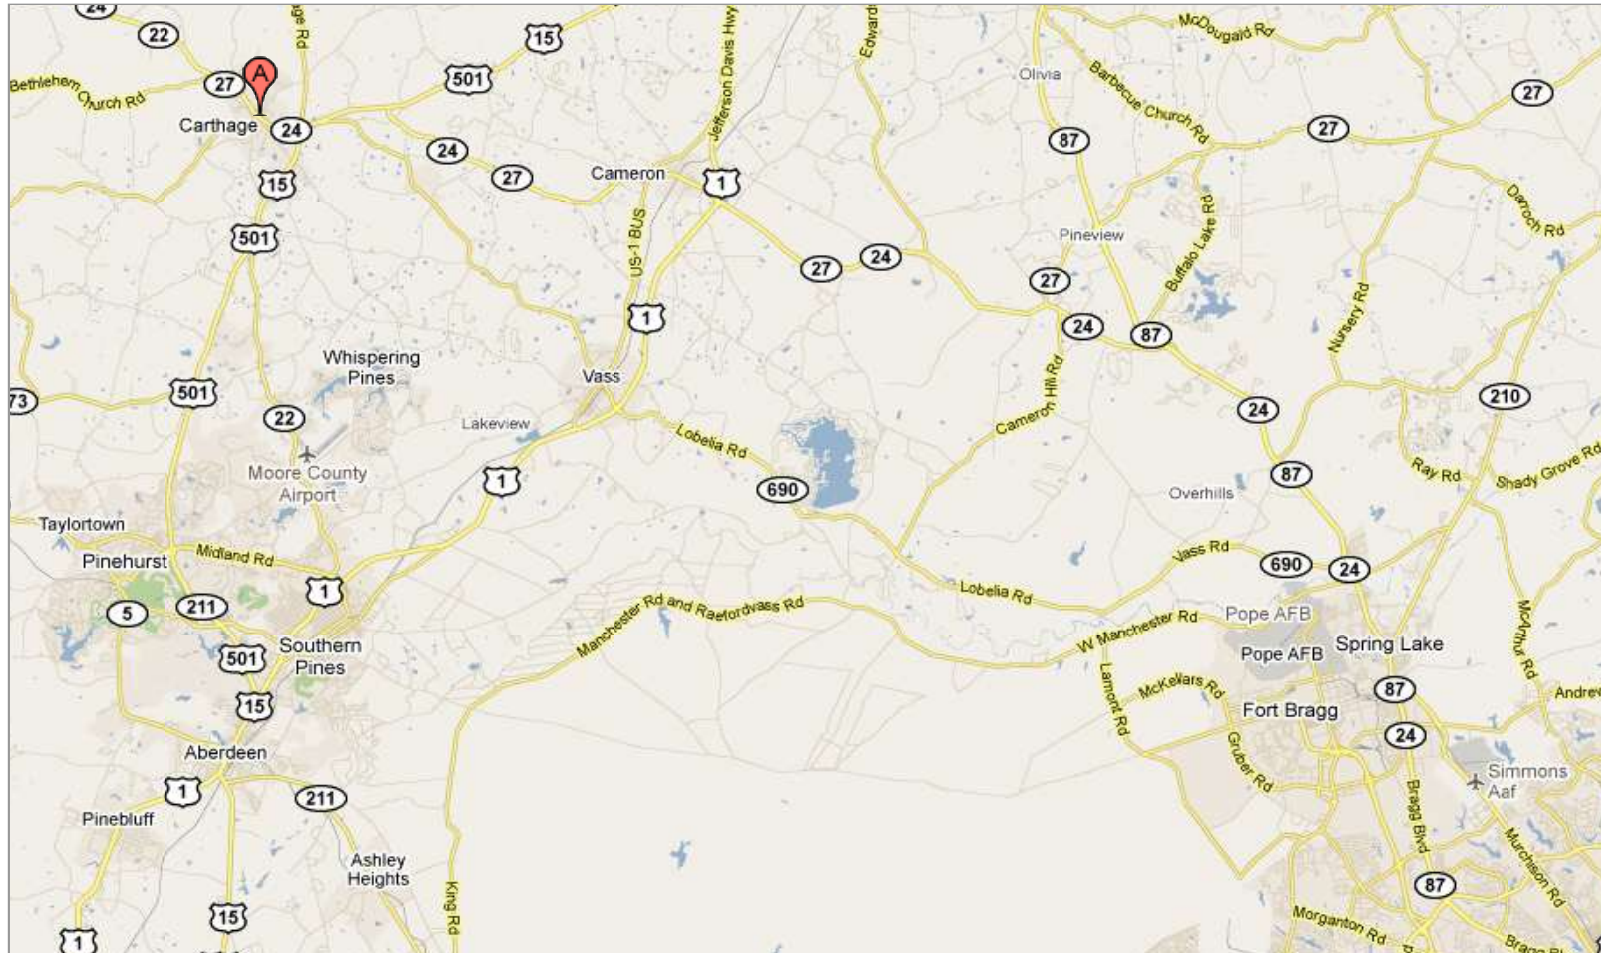 24
22
age Rd
15
Jefferson Davis Hwy
Edward
McDougald Rd
Bethlehem Church Rd
27
A
501
Olivia
Barbecue Church Rd
27
Carthage
24
87
27
24
27
Cameron
1
15
Darroch Rd
501
US-1 BUS
Pineview
Buffalo Lake Rd
27
24
27
Nursery Rd
1
24
87
Whispering
Pines
Vass
Cameron Hill Rd
73
501
22
24
210
Lakeview
Lobelia Rd
Moore County
Airport
1
690
87
Ray Rd
Shady Grove Rd
Overhills
Taylortown
Pinehurst
Midland Rd
Vass Rd
690
24
1
Lobelia Rd
5
211
Manchester Rd and Raefordvass Rd
Pope AFB
McArthur Rd
W Manchester Rd
Southern
Pines
501
Pope AFB
Spring Lake
Lamont Rd
McKellars Rd
87
Andrew
15
Fort Bragg
24
Aberdeen
Gruber Rd
Simmons
Aaf
1
211
Pinebluff
Bragg Blvd
Murchison Rd
Ashley
Heights
King Rd
87
15
Morganton Rd
1
Bragg Bl